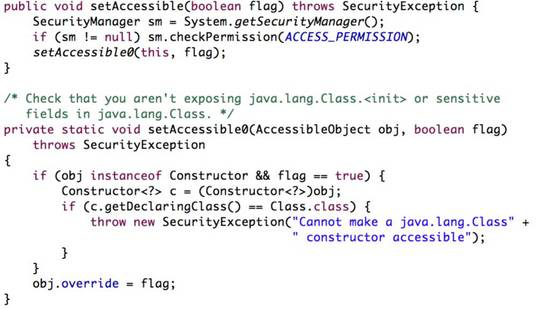 public void setAccessible(boolean flag) throws SecurityException {
    SecurityManager sm = System.getSecurityManager();
    if (sm != null) sm.checkPermission(ACCESS_PERMISSION);
    setAccessible0(this, flag);
}

/* Check that you aren't exposing java.lang.Class.<init> or sensitive
   fields in java.lang.Class. */
private static void setAccessible0(AccessibleObject obj, boolean flag)
    throws SecurityException
{
    if (obj instanceof Constructor && flag == true) {
        Constructor<?> c = (Constructor<?>)obj;
        if (c.getDeclaringClass() == Class.class) {
            throw new SecurityException("Cannot make a java.lang.Class" +
                                        " constructor accessible");
        }
    }
    obj.override = flag;
}